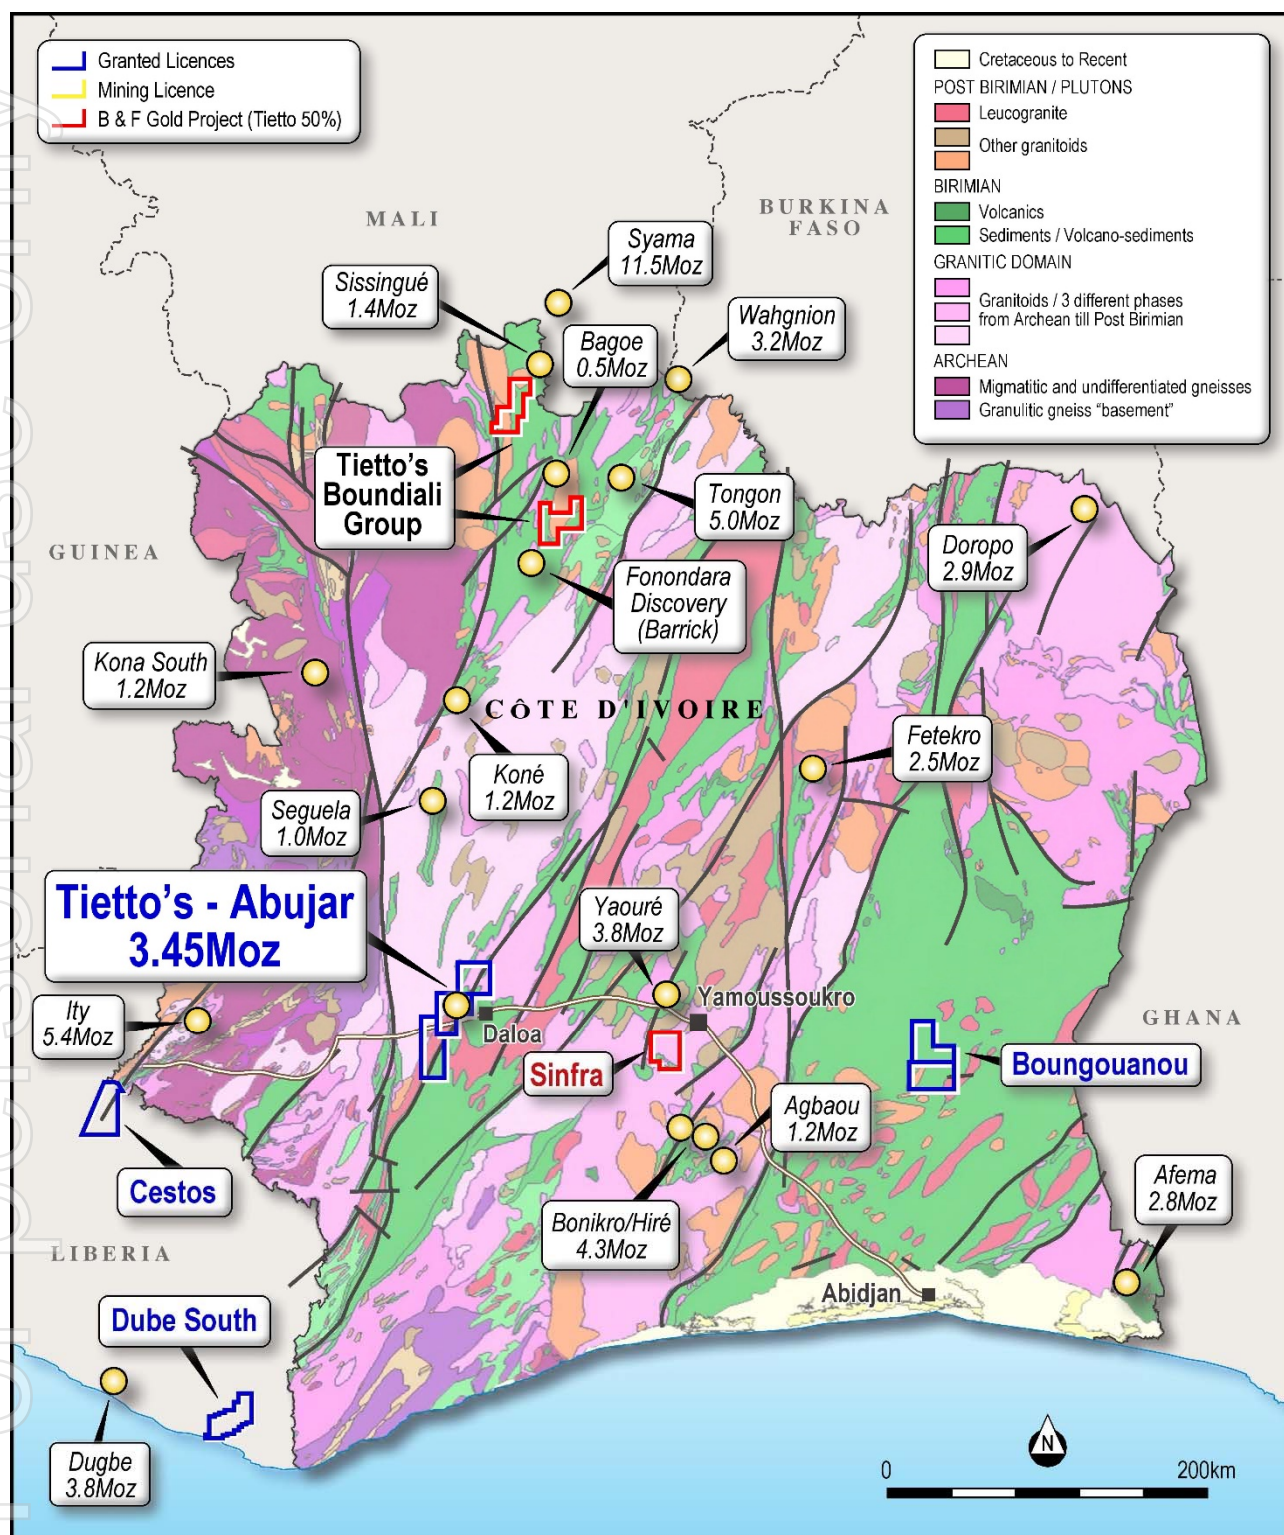 Granted Licences
Mining Licence
B & F Gold Project (Tietto 50%)
Cretaceous to Recent
POST BIRIMIAN / PLUTONS
Leucogranite
Other granitoids
BIRIMIAN
Volcanics
Sediments / Volcano-sediments
GRANITIC DOMAIN
Granitoids / 3 different phases
from Archean till Post Birimian
ARCHEAN
Migmatitic and undifferentiated gneisses
Granulitic gneiss “basement”
MALI
BURKINA
FASO
Syama
11.5Moz
Sissingué
1.4Moz
Wahgnion
3.2Moz
Bagoe
0.5Moz
Tietto's
Boundiali
Group
Tongon
5.0Moz
GUINEA
Doropo
2.9Moz
Fonondara
Discovery
(Barrick)
Kona South
1.2Moz
CÔTE D'IVOIRE
Fetekro
2.5Moz
Koné
1.2Moz
Seguela
1.0Moz
Tietto's - Abujar
3.45Moz
Yaouré
3.8Moz
Ity
5.4Moz
Yamoussoukro
Daloa
GHANA
Sinfra
Boungouanou
Agbaou
1.2Moz
Cestos
Afema
2.8Moz
Bonikro/Hiré
4.3Moz
LIBERIA
Abidjan
Dube South
Dugbe
3.8Moz
N
0 200km
For personal use only